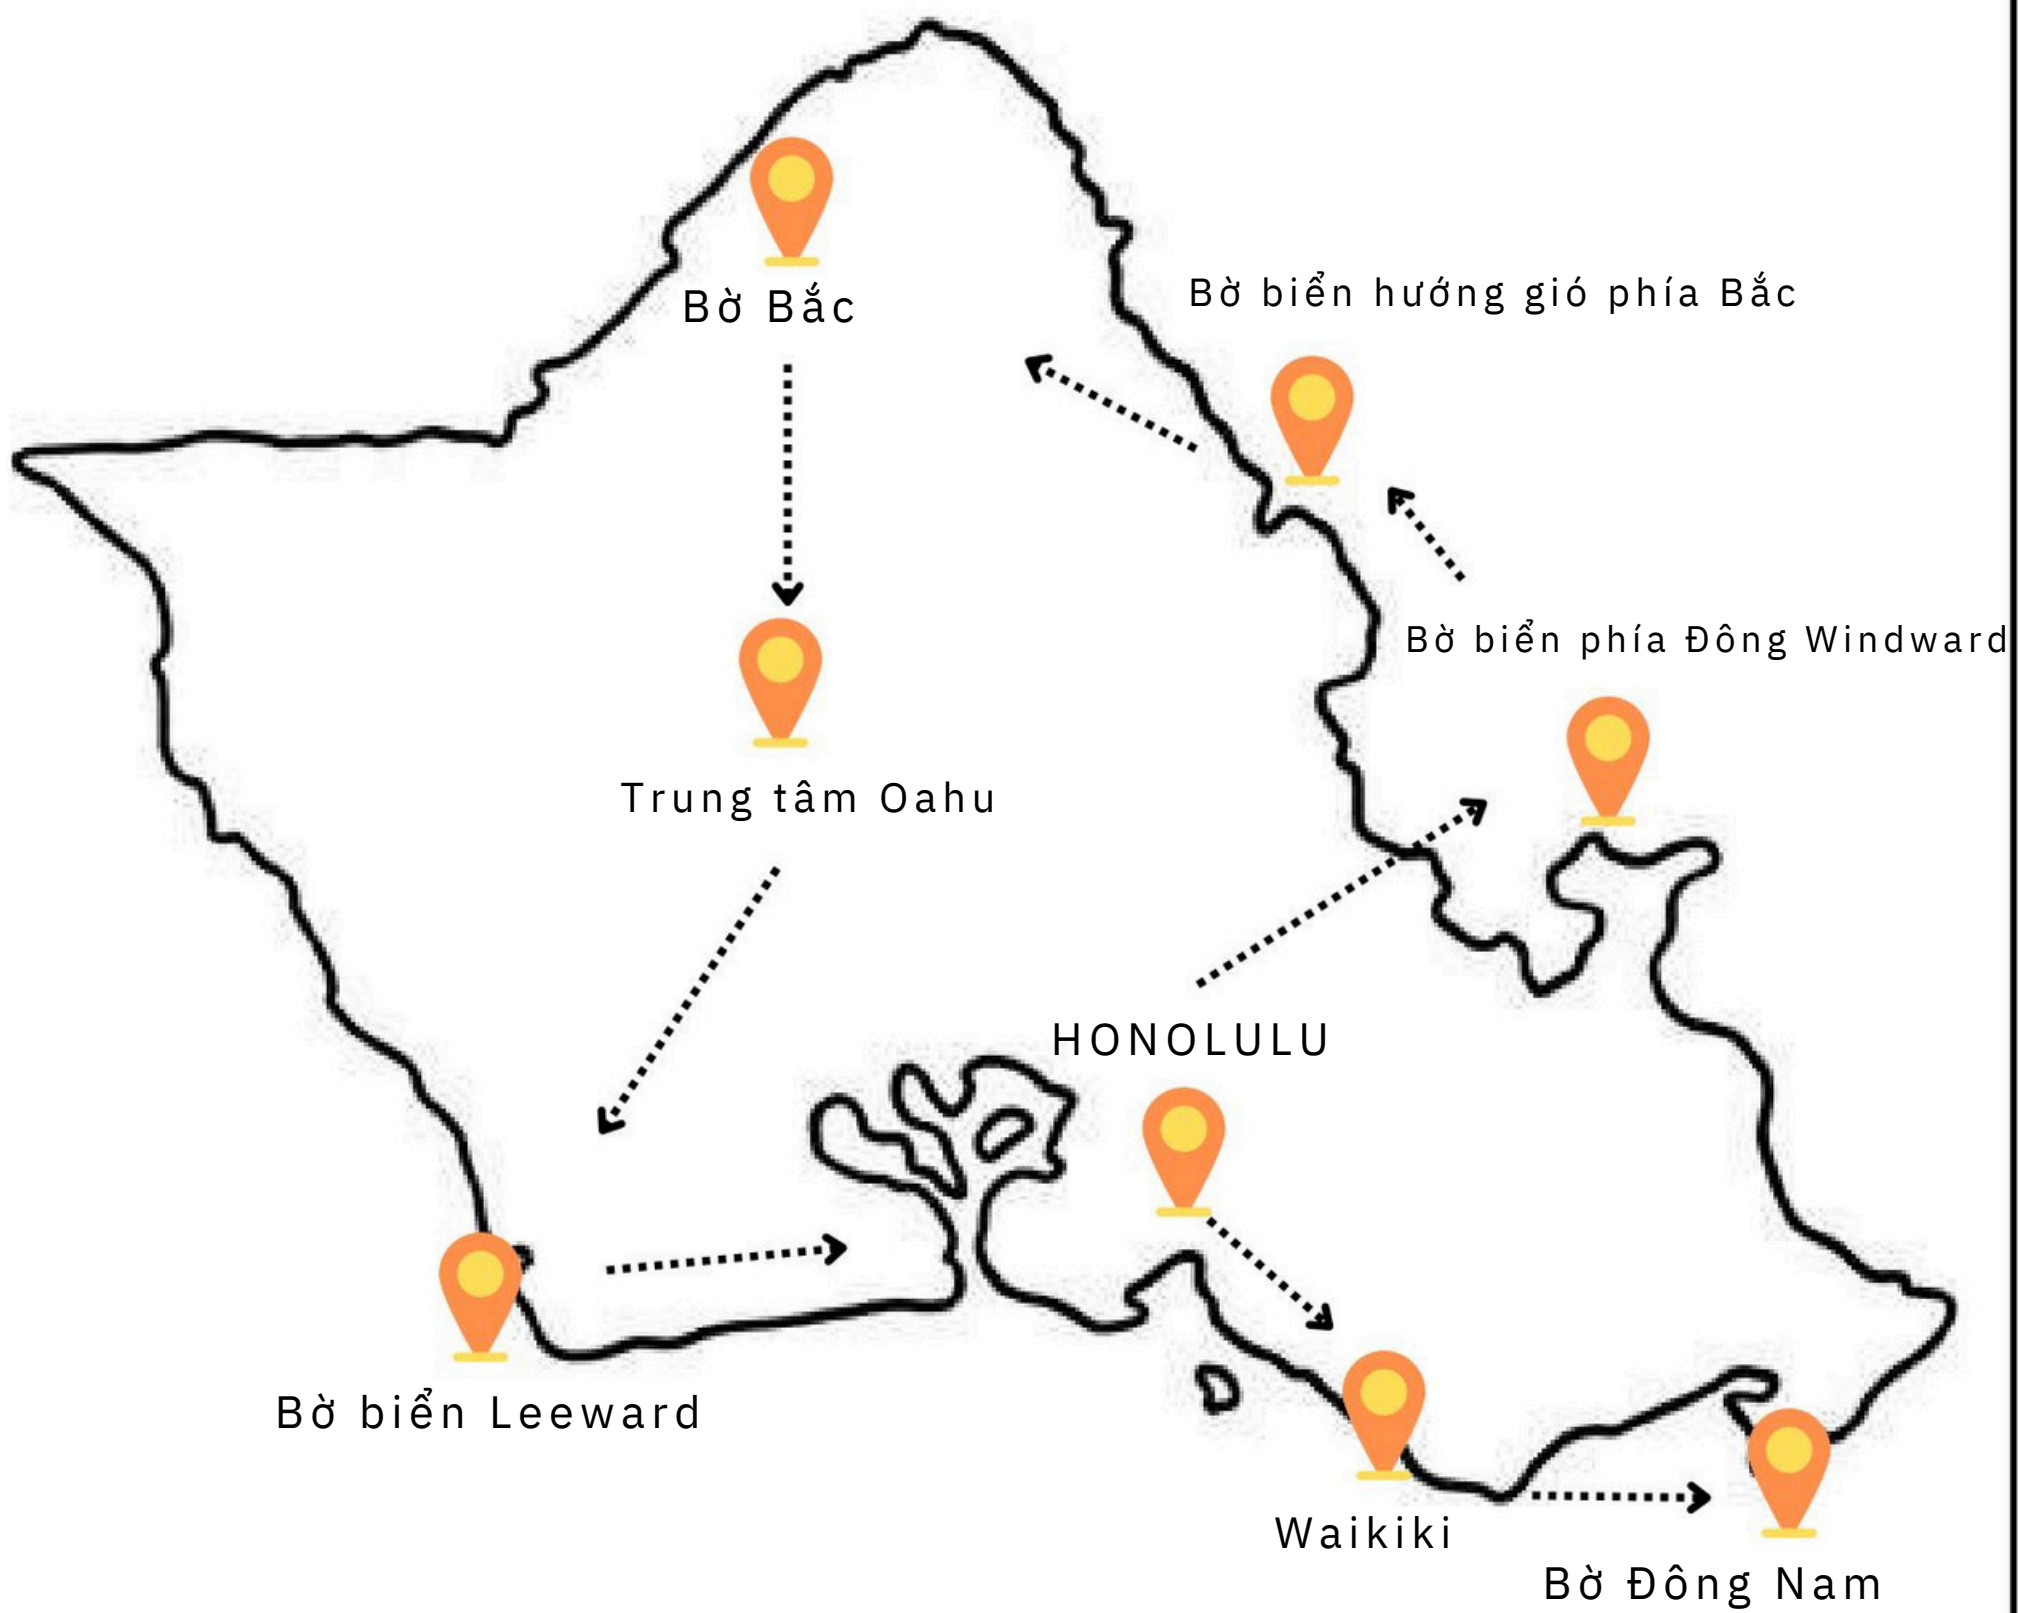 Bờ biển hướng gió phía Bắc
Bờ Bắc
Bờ biển phía Đông Windward
Trung tâm Oahu
HONOLULU
Bờ biển Leeward
Waikiki
Bờ Đông Nam